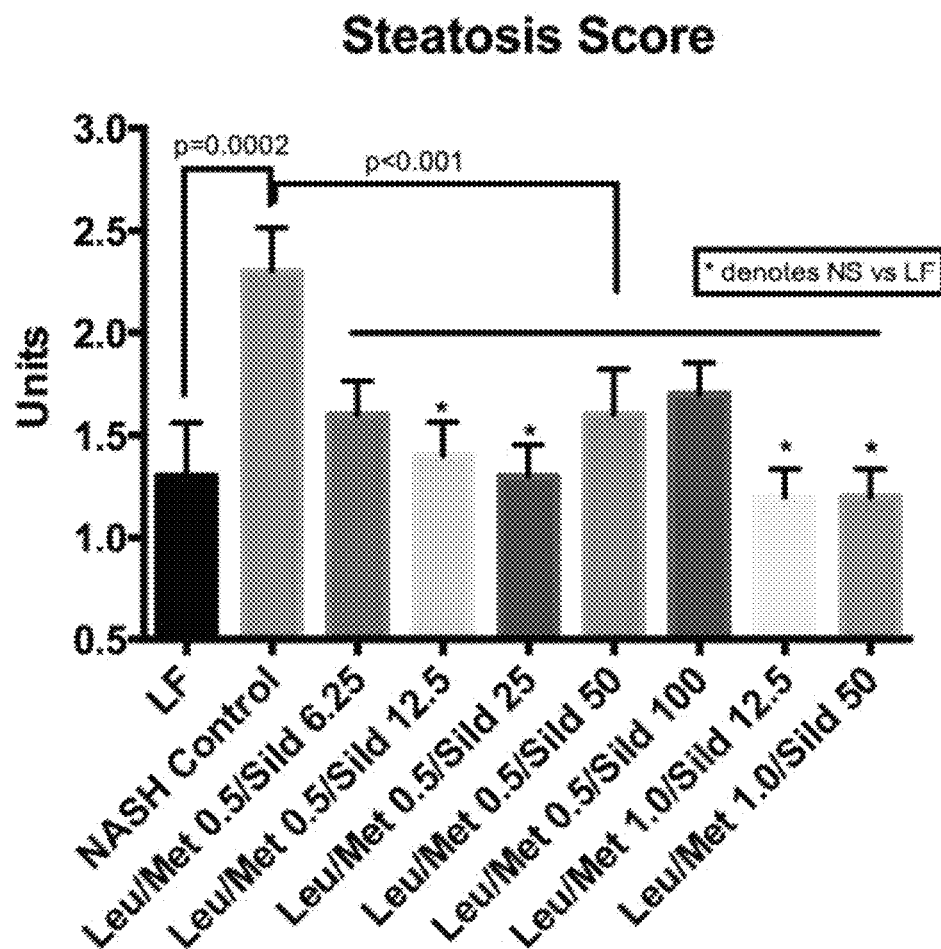 Steatosis Score
3.0
2.5
2.0
1.5
1.0
0.5
Units
p=0.0002
p<0.001
* denotes NS vs LF
*
*
*
*
LF
NASH Control
Leu/Met 0.5/Sild 6.25
Leu/Met 0.5/Sild 12.5
Leu/Met 0.5/Sild 25
Leu/Met 0.5/Sild 50
Leu/Met 0.5/Sild 100
Leu/Met 1.0/Sild 12.5
Leu/Met 1.0/Sild 50